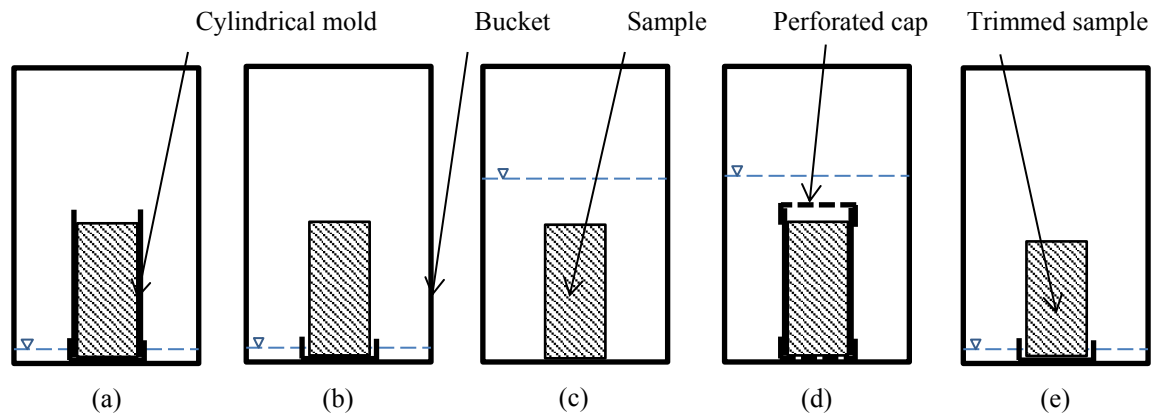 Cylindrical mold Bucket Sample Perforated cap Trimmed sample
(a) (b) (c) (d) (e)